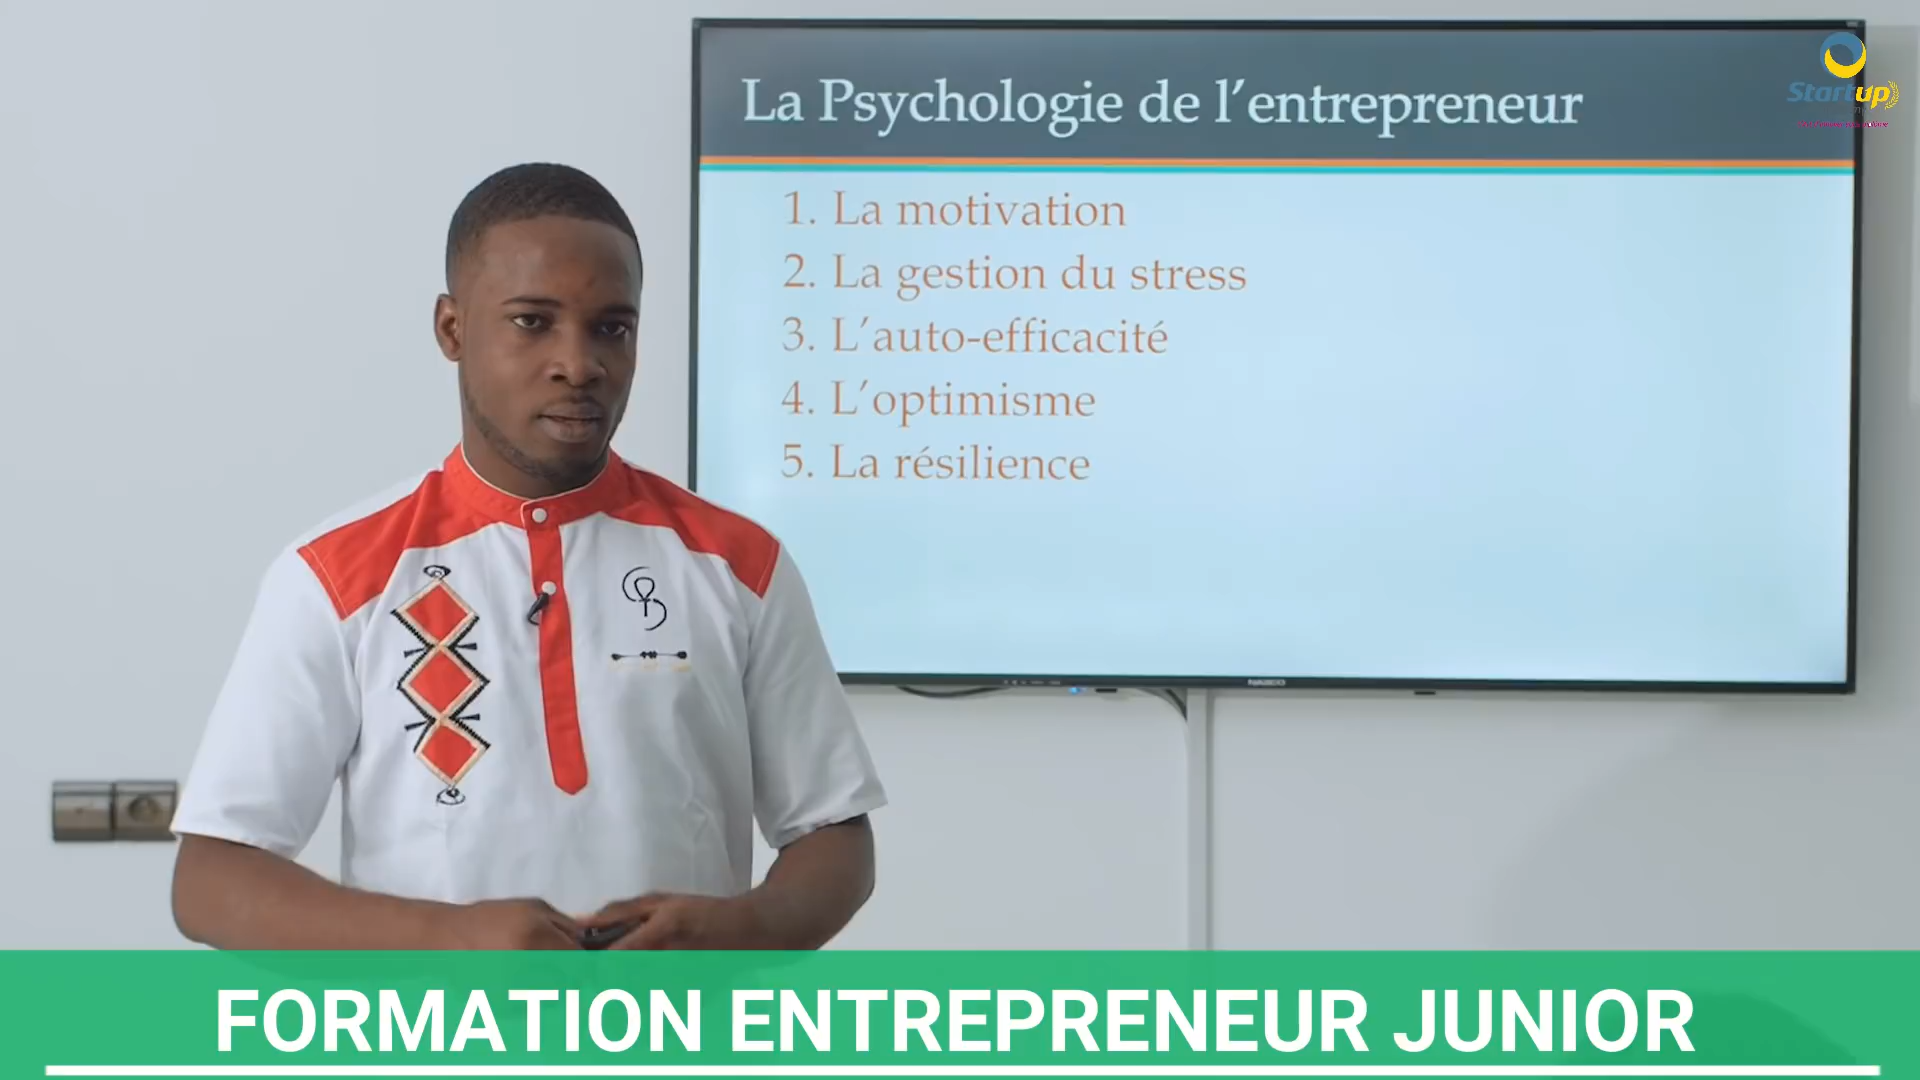 La Psychologie de l’entrepreneur
Startup
1. La motivation
2. La gestion du stress
3. L’auto-efficacité
4. L’optimisme
5. La résilience
NASCO
FORMATION ENTREPRENEUR JUNIOR